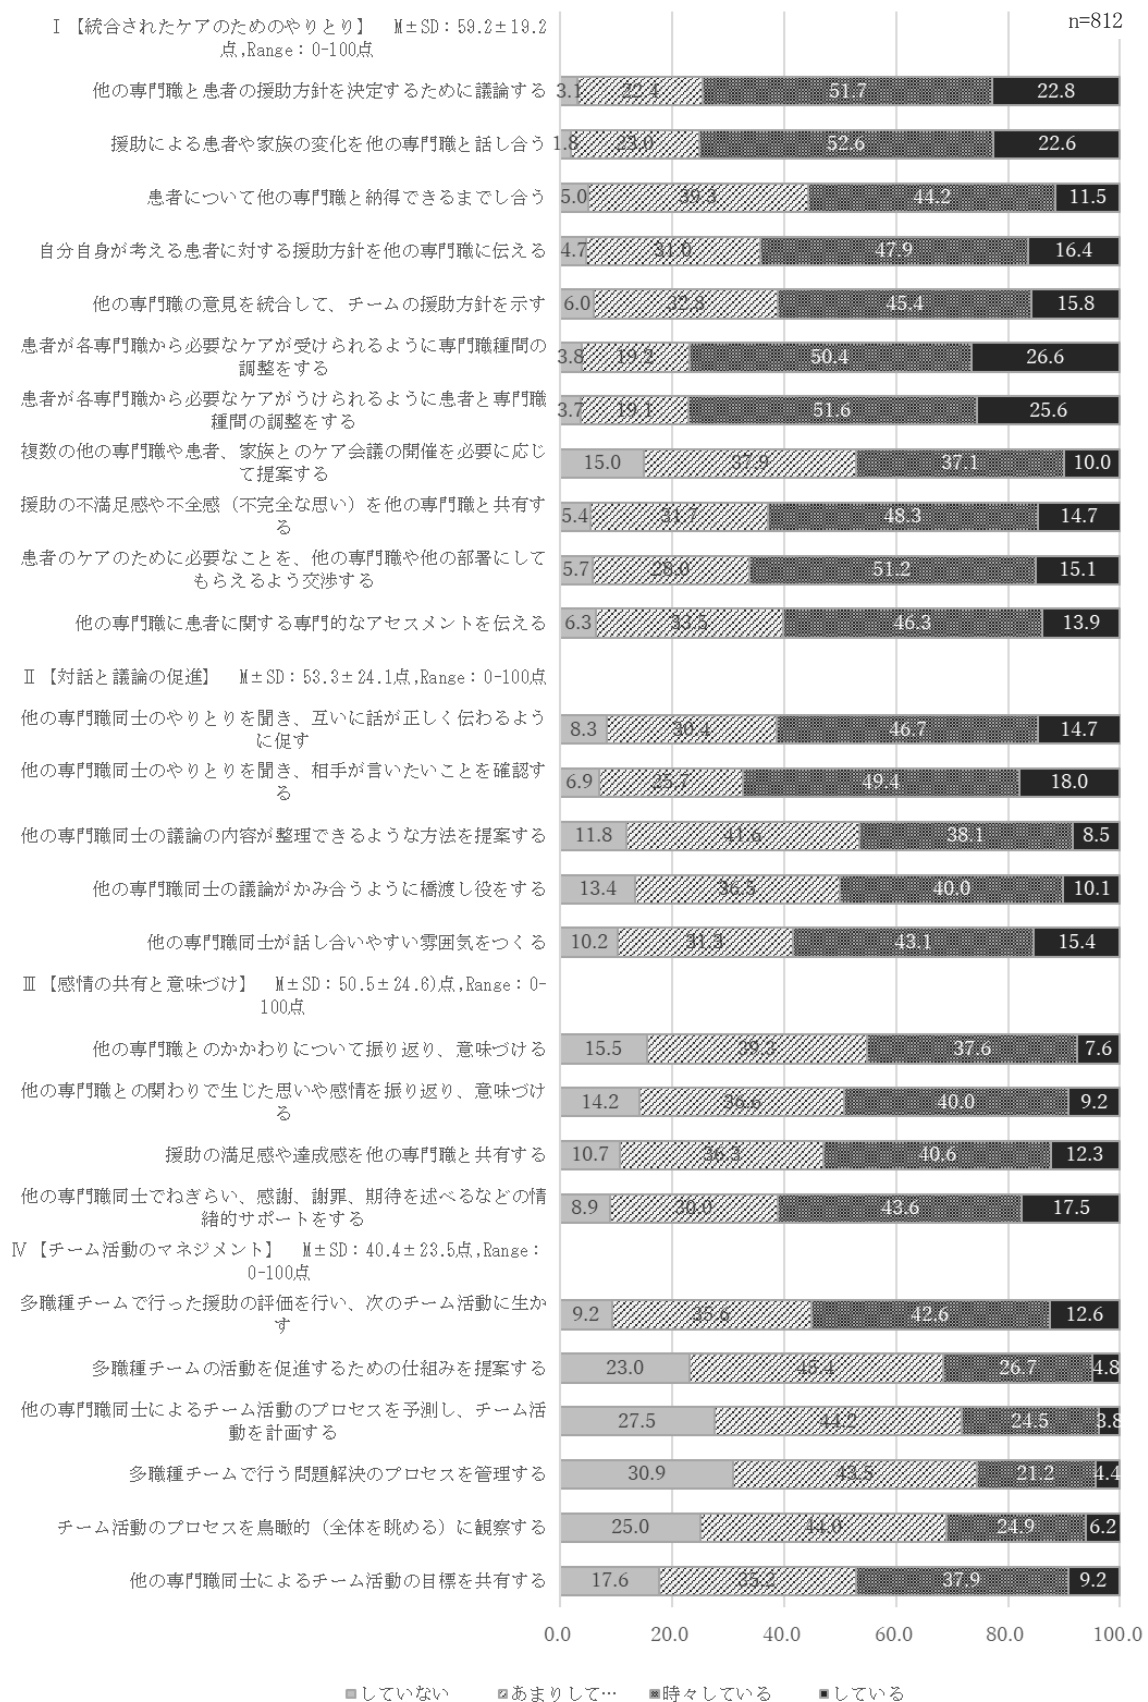 n=812
Ⅰ【統合されたケアのためのやりとり】　M±SD：59.2±19.2
点,Range：0-100点
他の専門職と患者の援助方針を決定するために議論する 3.1 22.4 51.7 22.8
援助による患者や家族の変化を他の専門職と話し合う 1.8 23.0 52.6 22.6
患者について他の専門職と納得できるまでし合う 5.0 39.3 44.2 11.5
自分自身が考える患者に対する援助方針を他の専門職に伝える 4.7 31.0 47.9 16.4
他の専門職の意見を統合して、チームの援助方針を示す 6.0 32.8 45.4 15.8
患者が各専門職から必要なケアが受けられるように専門職種間の
調整をする 3.8 19.2 50.4 26.6
患者が各専門職から必要なケアがうけられるように患者と専門職
種間の調整をする 3.7 19.1 51.6 25.6
複数の他の専門職や患者、家族とのケア会議の開催を必要に応じ
て提案する 15.0 37.9 37.1 10.0
援助の不満足感や不全感（不完全な思い）を他の専門職と共有す
る 5.4 31.7 48.3 14.7
患者のケアのために必要なことを、他の専門職や他の部署にして
もらえるよう交渉する 5.7 28.0 51.2 15.1
他の専門職に患者に関する専門的なアセスメントを伝える 6.3 33.5 46.3 13.9
Ⅱ【対話と議論の促進】　M±SD：53.3±24.1点,Range：0-100点
他の専門職同士のやりとりを聞き、互いに話が正しく伝わるよう
に促す 8.3 30.4 46.7 14.7
他の専門職同士のやりとりを聞き、相手が言いたいことを確認す
る 6.9 25.7 49.4 18.0
他の専門職同士の議論の内容が整理できるような方法を提案する 11.8 41.6 38.1 8.5
他の専門職同士の議論がかみ合うように橋渡し役をする 13.4 36.5 40.0 10.1
他の専門職同士が話し合いやすい雰囲気をつくる 10.2 31.3 43.1 15.4
Ⅲ【感情の共有と意味づけ】　M±SD：50.5±24.6)点,Range：0-
100点
他の専門職とのかかわりについて振り返り、意味づける 15.5 39.3 37.6 7.6
他の専門職との関わりで生じた思いや感情を振り返り、意味づけ
る 14.2 36.6 40.0 9.2
援助の満足感や達成感を他の専門職と共有する 10.7 36.3 40.6 12.3
他の専門職同士でねぎらい、感謝、謝罪、期待を述べるなどの情
緒的サポートをする 8.9 30.0 43.6 17.5
Ⅳ【チーム活動のマネジメント】　M±SD：40.4±23.5点,Range：
0-100点
多職種チームで行った援助の評価を行い、次のチーム活動に生か
す 9.2 35.6 42.6 12.6
多職種チームの活動を促進するための仕組みを提案する 23.0 45.4 26.7 4.8
他の専門職同士によるチーム活動のプロセスを予測し、チーム活
動を計画する 27.5 44.2 24.5 3.8
多職種チームで行う問題解決のプロセスを管理する 30.9 43.5 21.2 4.4
チーム活動のプロセスを鳥瞰的（全体を眺める）に観察する 25.0 44.0 24.9 6.2
他の専門職同士によるチーム活動の目標を共有する 17.6 35.2 37.9 9.2
0.0 20.0 40.0 60.0 80.0 100.0
していない あまりして… 時々している している